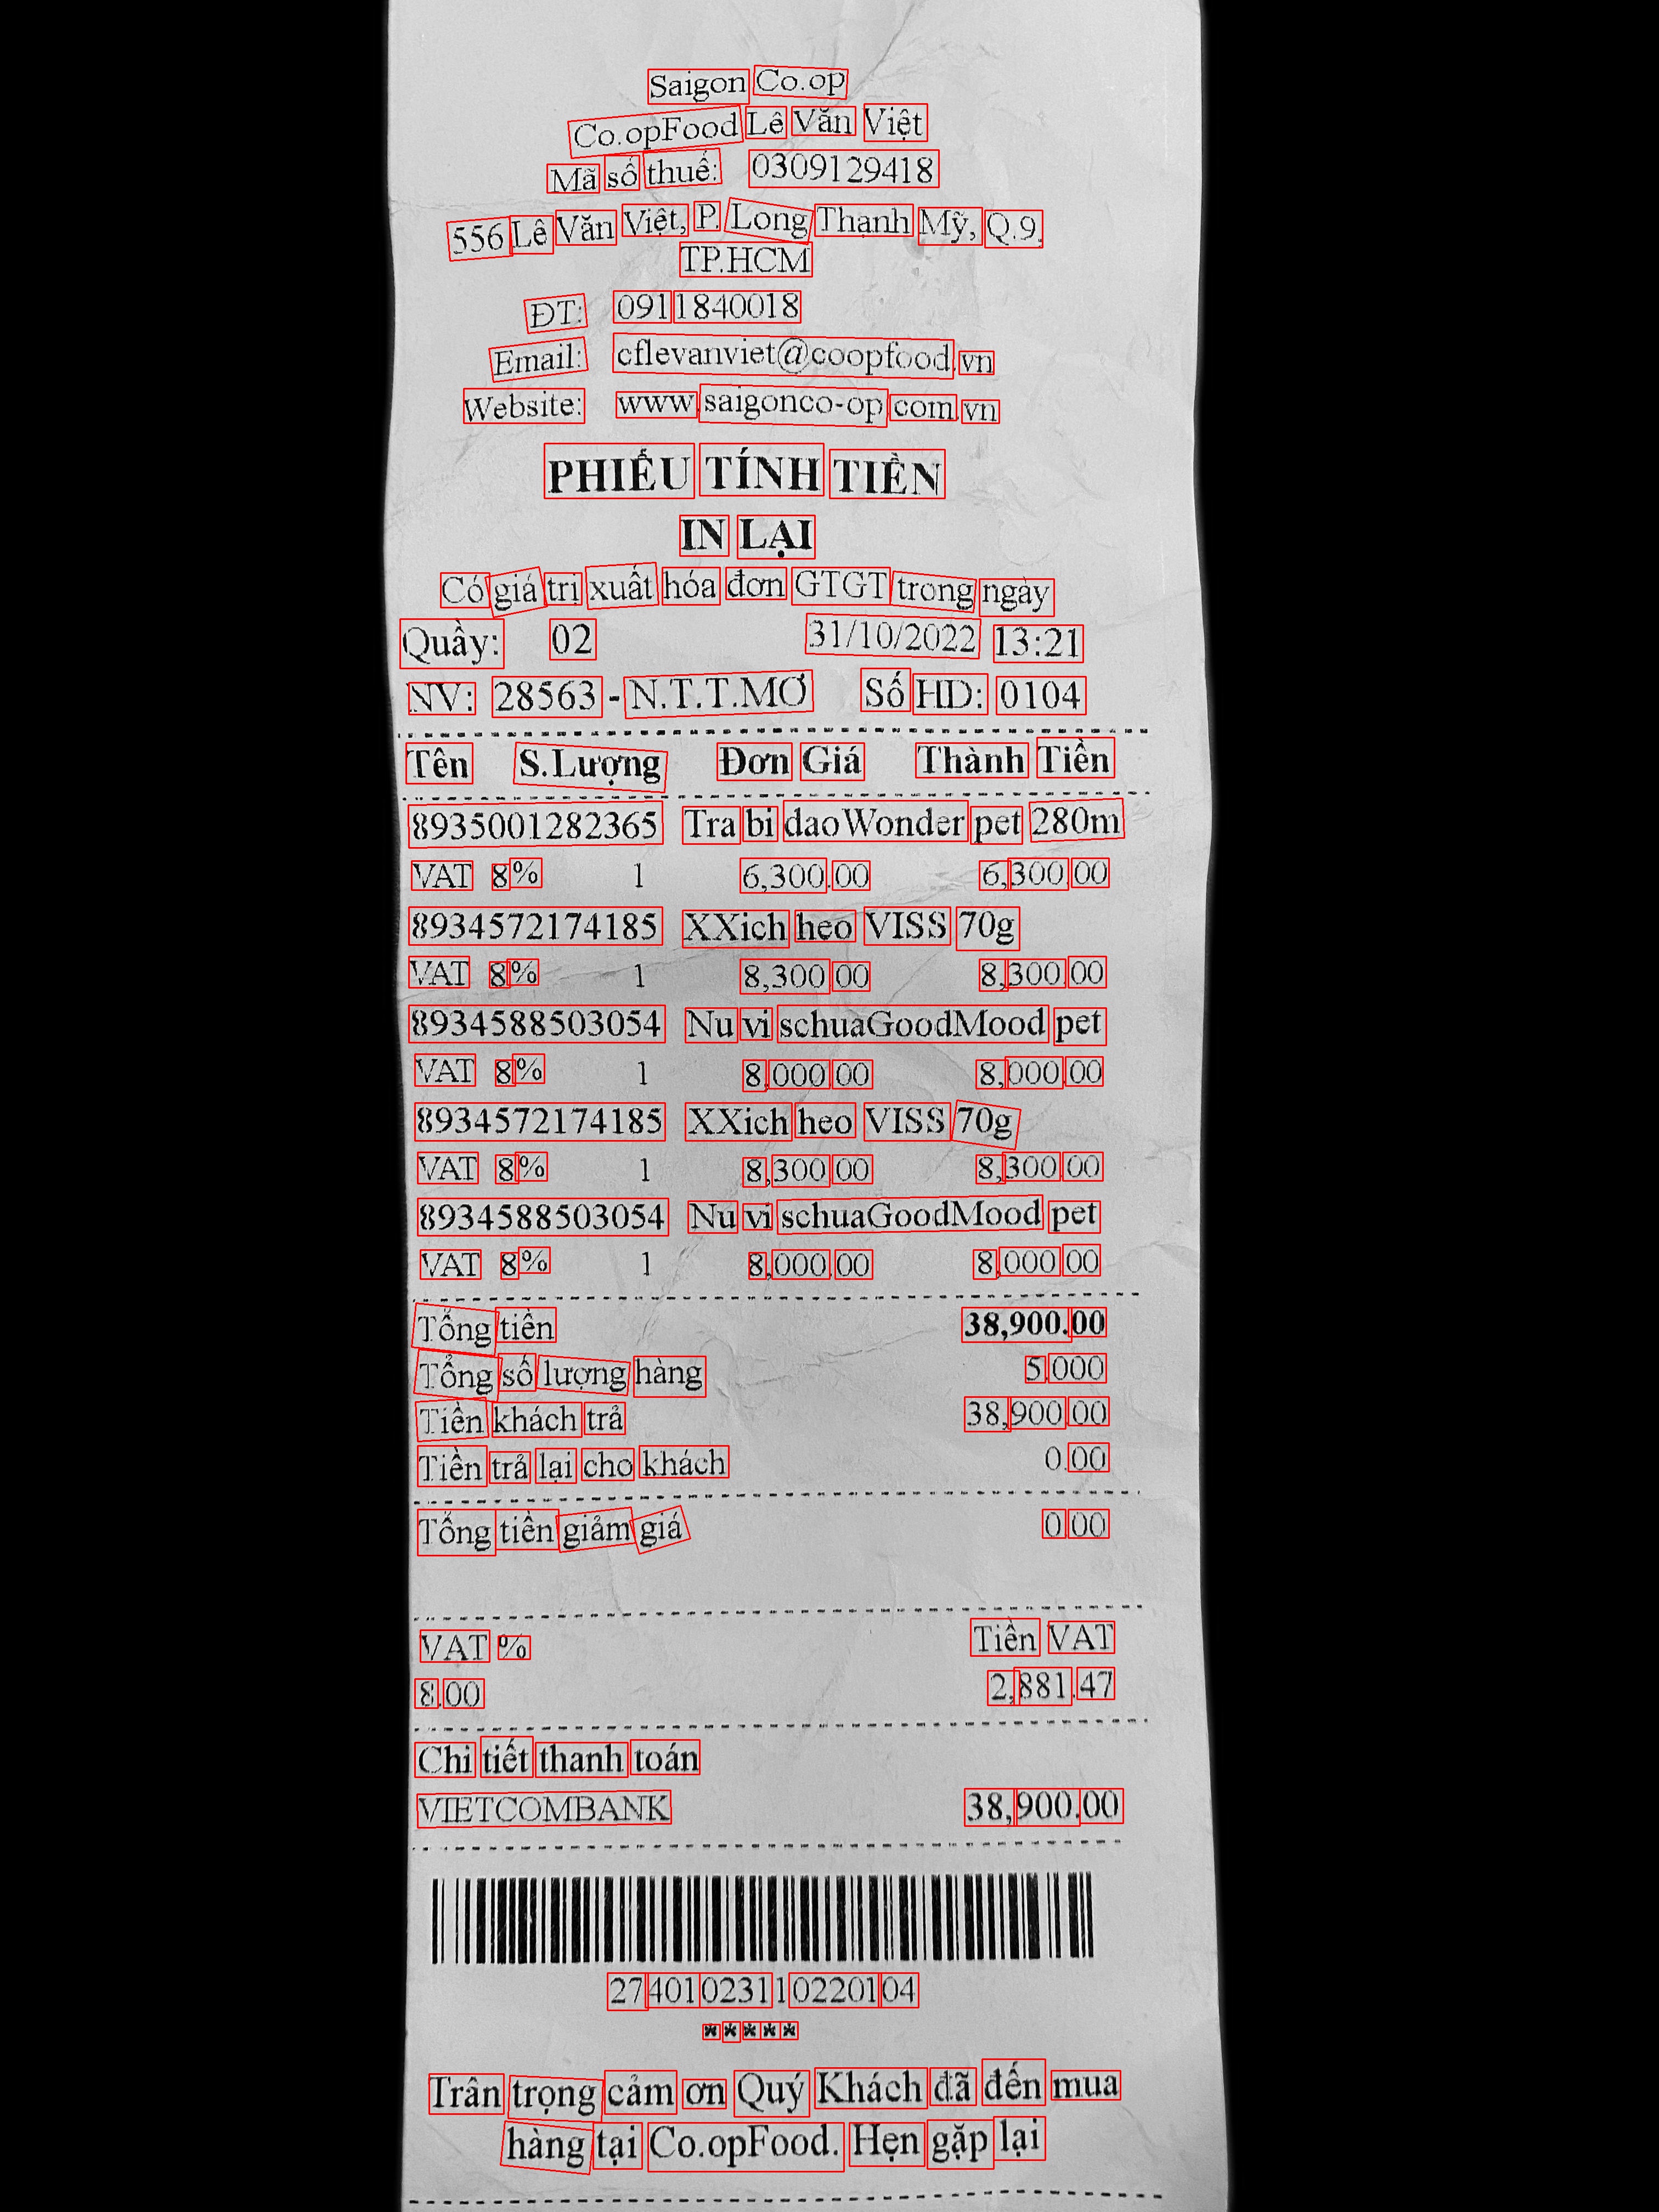 Saigon Co.op
Co.opFood Lê Văn Việt
Mã số thuế: 0309129418
556 Lê Văn Việt, P. Long Thạnh Mỹ, Q.9,
TP.HCM
ĐT: 0911840018
Email: cflevanviet@coopfood.vn
Website: www.saigonco-op.com.vn
PHIẾU TÍNH TIỀN
IN LẠI
Có giá tri xuất hóa đơn GTGT trong ngày
Quầy: 02 31/10/2022 13:21
NV: 28563 - N.T.T.MƠ Số HD: 0104
Tên S.Lượng Đơn Giá Thành Tiền
8935001282365 Tra bi daoWonder pet 280m
VAT 8% 1 6,300.00 6,300.00
8934572174185 XXich heo VISS 70g
VAT 8% 1 8,300.00 8,300.00
8934588503054 Nu vi schuaGoodMood pet
VAT 8% 1 8,000.00 8,000.00
8934572174185 XXich heo VISS 70g
VAT 8% 1 8,300.00 8,300.00
8934588503054 Nu vi schuaGoodMood pet
VAT 8% 1 8,000.00 8,000.00
Tổng tiền 38,900.00
Tổng số lượng hàng 5.000
Tiền khách trả 38,900.00
Tiền trả lại cho khách 0.00
Tổng tiền giảm giá 0.00
VAT % Tiền VAT
8.00 2,881.47
Chi tiết thanh toán
VIETCOMBANK 38,900.00
27401023110220104
*****
Trân trọng cảm ơn Quý Khách đã đến mua
hàng tại Co.opFood. Hẹn gặp lại